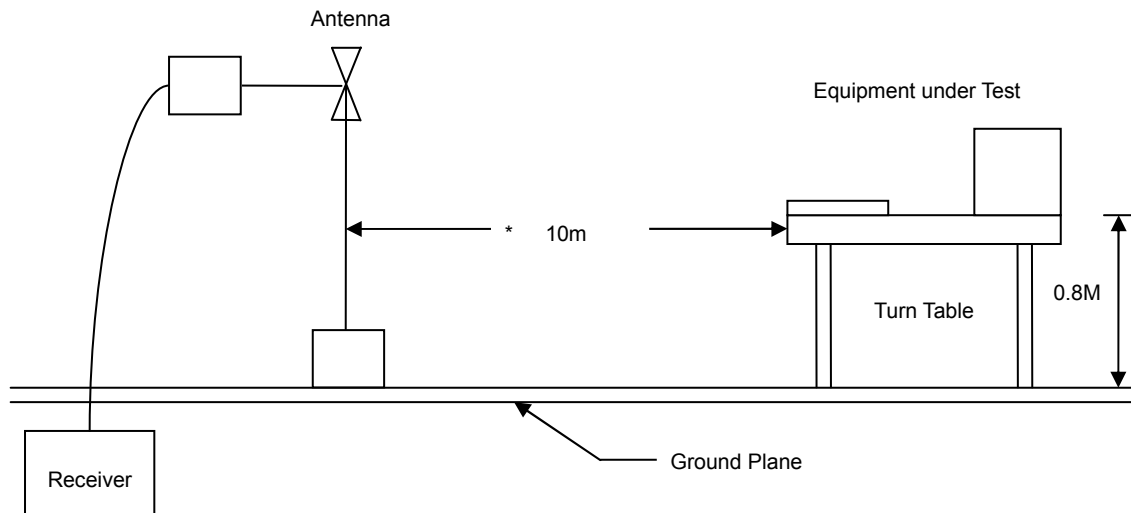 Antenna
Equipment under Test
* 10m
0.8M
Turn Table
Ground Plane
Receiver